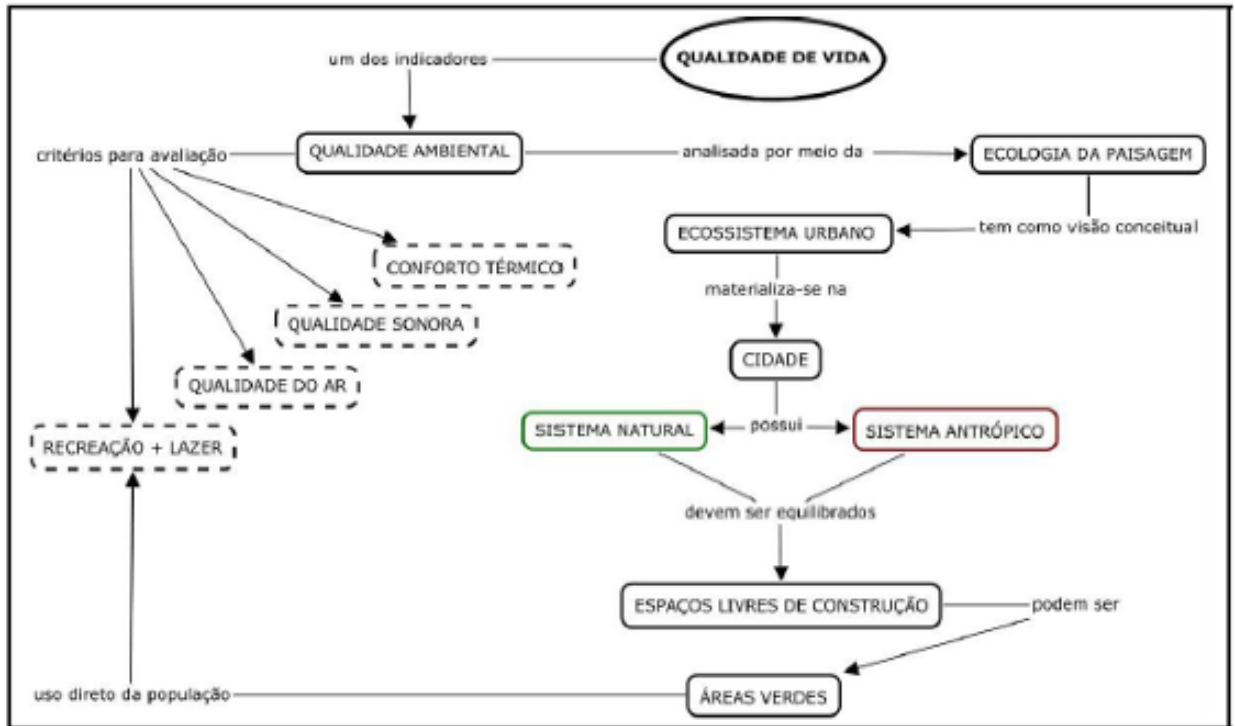 QUALIDADE DE VIDA
um dos indicadores
QUALIDADE AMBIENTAL
critérios para avaliação
analisada por meio da
ECOLOGIA DA PAISAGEM
tem como visão conceitual
ECOSSISTEMA URBANO
materializa-se na
CONFORTO TÉRMICO
QUALIDADE SONORA
CIDADE
QUALIDADE DO AR
possui
SISTEMA NATURAL
SISTEMA ANTRÓPICO
RECREAÇÃO + LAZER
devem ser equilibrados
ESPAÇOS LIVRES DE CONSTRUÇÃO
podem ser
ÁREAS VERDES
uso direto da população